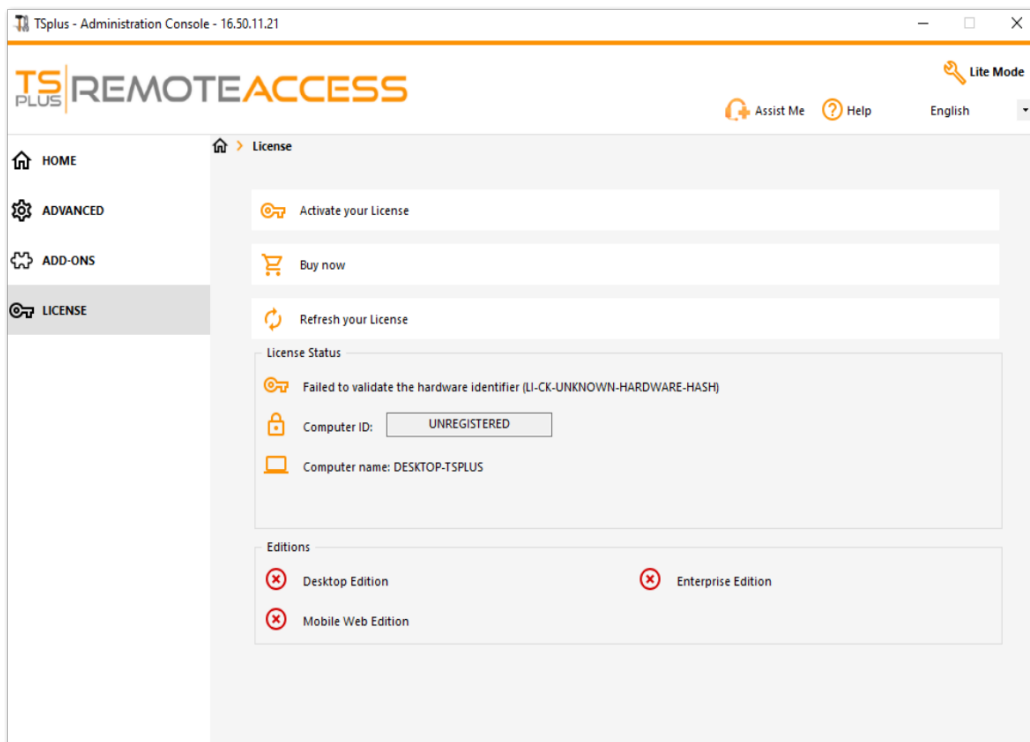 TSplus - Administration Console - 16.50.11.21
TS PLUS REMOTEACCESS
Lite Mode
Assist Me
Help
English
HOME
ADVANCED
ADD-ONS
LICENSE
License
Activate your License
Buy now
Refresh your License
License Status
Failed to validate the hardware identifier (LI-CK-UNKNOWN-HARDWARE-HASH)
Computer ID: UNREGISTERED
Computer name: DESKTOP-TSPLUS
Editions
Desktop Edition
Enterprise Edition
Mobile Web Edition